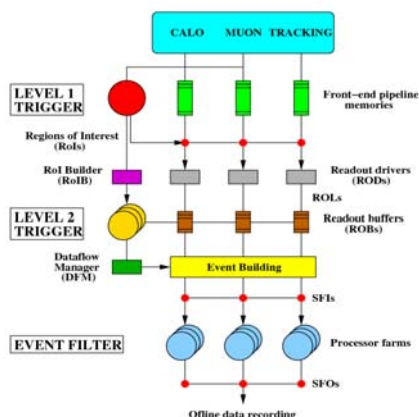 CALO MUON TRACKING
LEVEL 1
TRIGGER
Front-end pipeline
memories
Regions of Interest
(RoIs)
RoI Builder
(RoIB)
Readout drivers
(RODs)
ROLs
LEVEL 2
TRIGGER
Readout buffers
(ROBs)
Dataflow
Manager
(DFM)
Event Building
SFIs
EVENT FILTER
Processor farms
SFOs
Ofline data recording